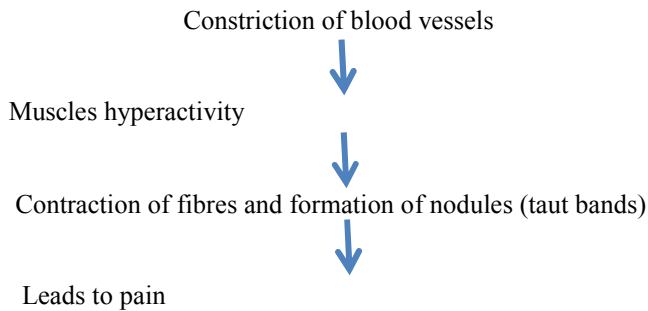 Constriction of blood vessels
Muscles hyperactivity
Contraction of fibres and formation of nodules (taut bands)
Leads to pain